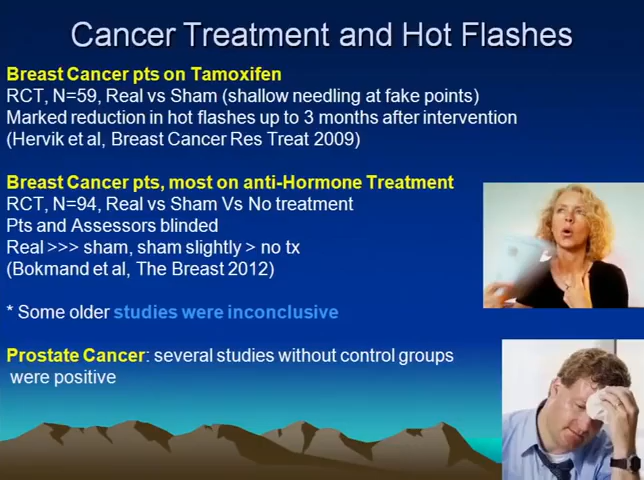 Cancer Treatment and Hot Flashes
Breast Cancer pts on Tamoxifen
RCT, N=59, Real vs Sham (shallow needling at fake points)
Marked reduction in hot flashes up to 3 months after intervention
(Hervik et al, Breast Cancer Res Treat 2009)
Breast Cancer pts, most on anti-Hormone Treatment
RCT, N=94, Real vs Sham Vs No treatment
Pts and Assessors blinded
Real >>> sham, sham slightly > no tx
(Bokmand et al, The Breast 2012)
* Some older studies were inconclusive
Prostate Cancer: several studies without control groups
were positive